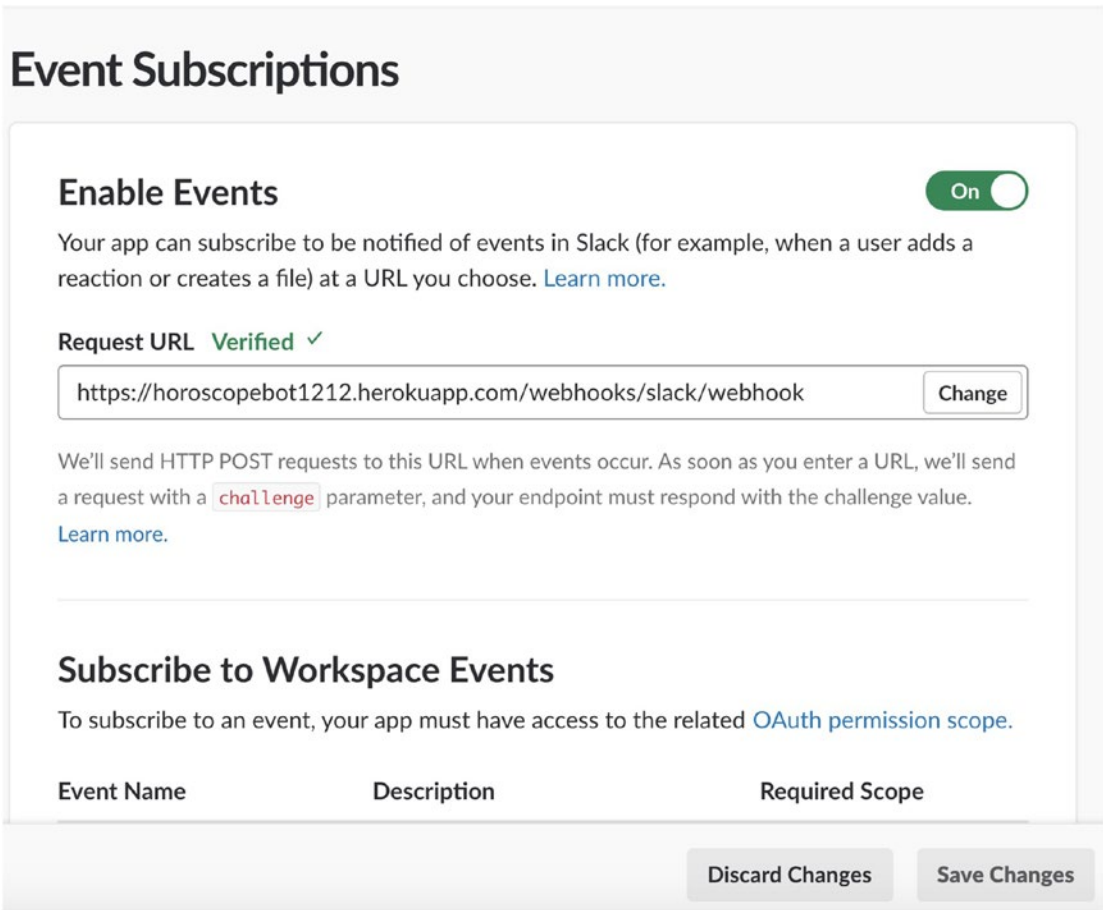 Event Subscriptions
Enable Events
On
Your app can subscribe to be notified of events in Slack (for example, when a user adds a
reaction or creates a file) at a URL you choose. Learn more.
Request URL Verified ✓
https://horoscopebot1212.herokuapp.com/webhooks/slack/webhook
Change
We’ll send HTTP POST requests to this URL when events occur. As soon as you enter a URL, we’ll send
a request with a challenge parameter, and your endpoint must respond with the challenge value.
Learn more.
Subscribe to Workspace Events
To subscribe to an event, your app must have access to the related OAuth permission scope.
Event Name Description Required Scope
Discard Changes Save Changes